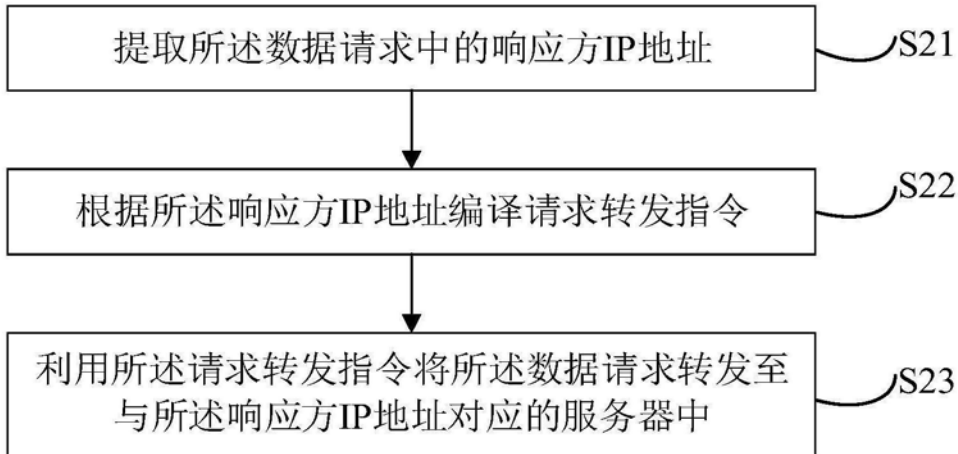 提取所述数据请求中的响应方IP地址
S21
根据所述响应方IP地址编译请求转发指令
S22
利用所述请求转发指令将所述数据请求转发至
与所述响应方IP地址对应的服务器中
S23